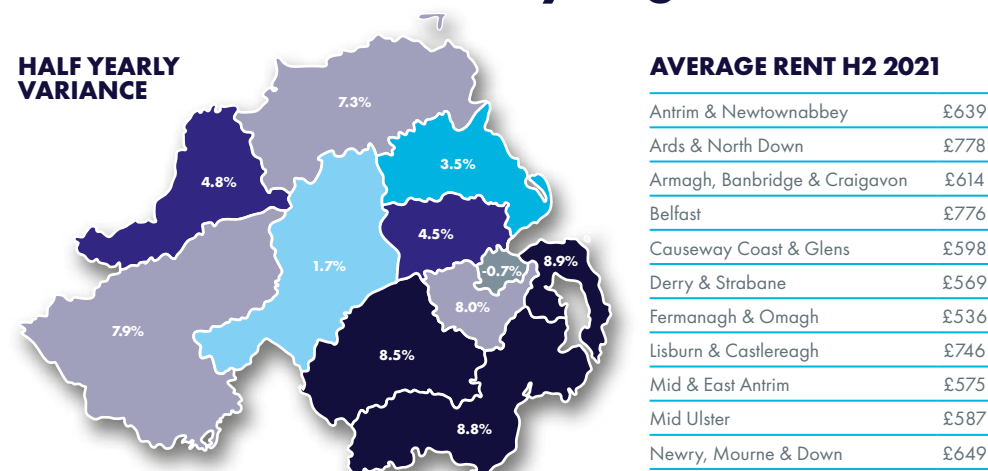 HALF YEARLY
VARIANCE
7.3%
4.8%
3.5%
4.5%
1.7%
-0.7%
8.9%
8.0%
7.9%
8.5%
8.8%
AVERAGE RENT H2 2021
Antrim & Newtownabbey £639
Ards & North Down £778
Armagh, Banbridge & Craigavon £614
Belfast £776
Causeway Coast & Glens £598
Derry & Strabane £569
Fermanagh & Omagh £536
Lisburn & Castlereagh £746
Mid & East Antrim £575
Mid Ulster £587
Newry, Mourne & Down £649